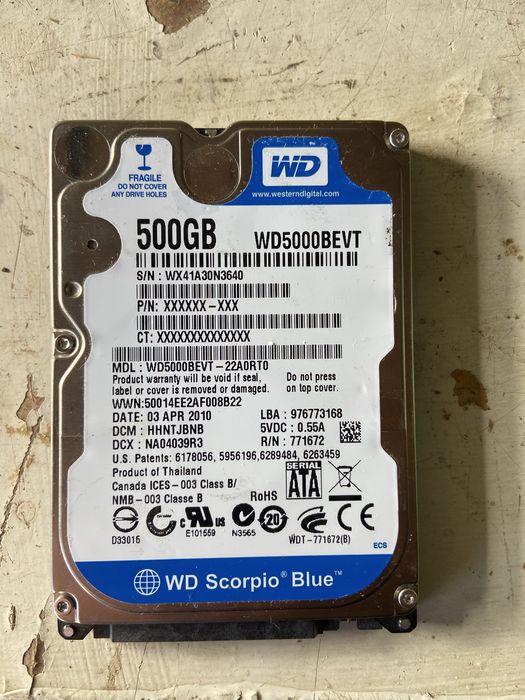 FRAGILE
DO NOT COVER
ANY DRIVE HOLES
WD
www.westerndigital.com
500GB WD5000BEVT
S/N : WX41A30N3640
P/N: XXXXXX-XXX
CT: XXXXXXXXXXXXXX
MDL : WD5000BEVT-22A0RT0
Product warranty will be void if seal,
label or cover is removed or damaged.
Do not press
on top cover.
WWN:50014EE2AF008B22
DATE: 03 APR 2010 LBA : 976773168
DCM : HHNTJBNB 5VDC : 0.55A
DCX : NA04039R3 R/N : 771672
U.S. Patents: 6178056, 5956196,6289484, 6263459
Product of Thailand
Canada ICES-003 Class B/
NMB-003 Classe B
RoHS
SERIAL
ATA
D33015
c UL us
E101559
N3565
20
WDT-771672(B)
CE
ECS
WD Scorpio® Blue™